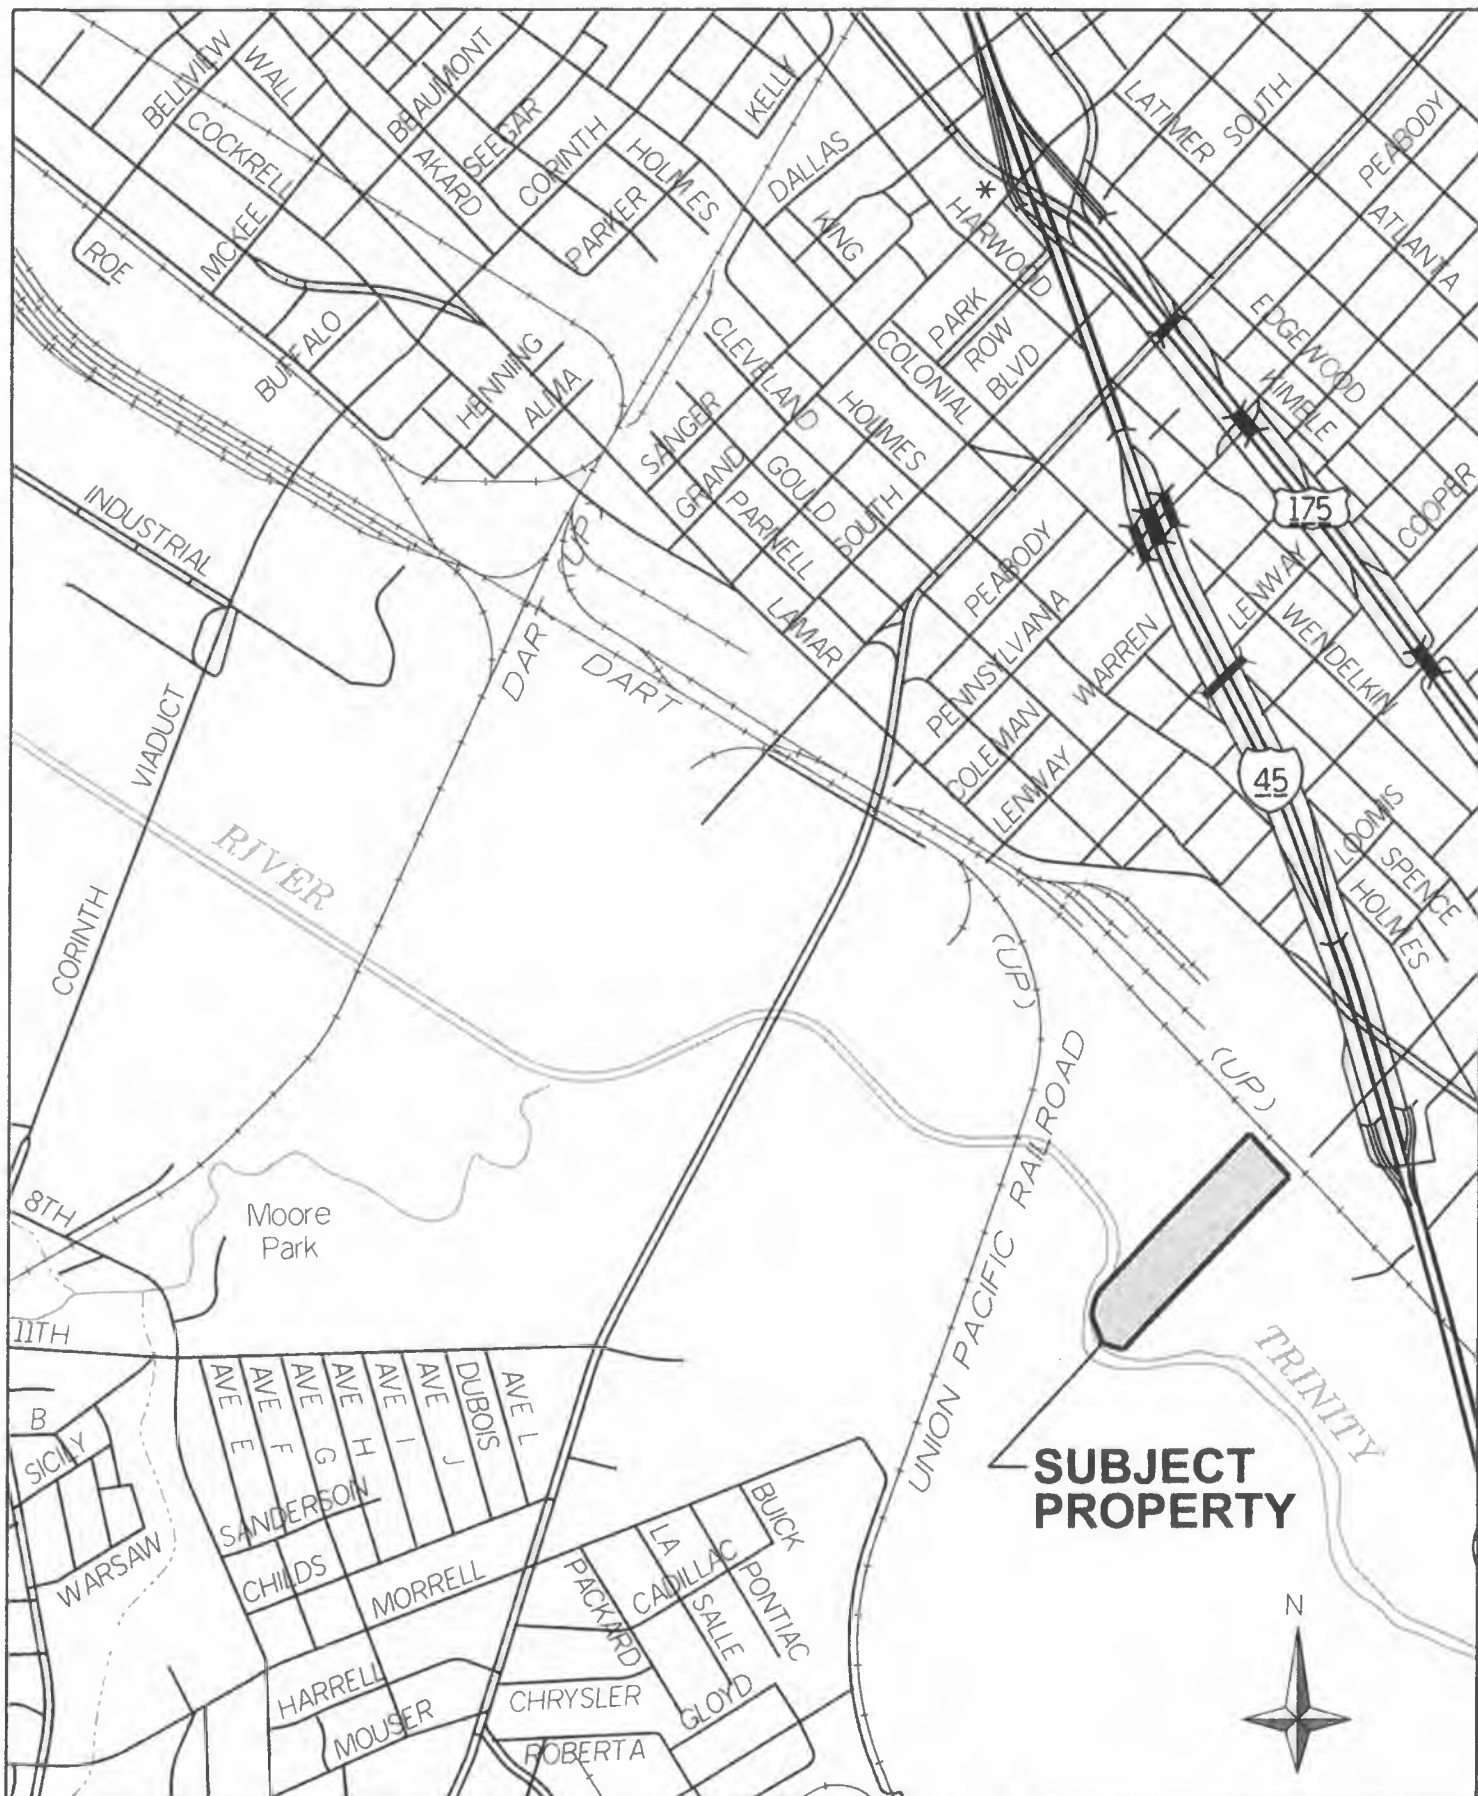 BELLVIEW
WALL
BEAUMONT
KELLY
COCKRELL
SEEGAR
AKARD
CORINTH
HOLMES
DALLAS
LATIMER
SOUTH
PEABODY
PARKER
KING
HARWOOD
*
ATLANTA
ROE
MCKEE
BUFFALO
HENNING
ALMA
CLEVELAND
PARK
ROW
BLVD
COLONIAL
EDGEWOOD
KIMBLE
SANGER
HOLMES
GRAND
GOULD
SOUTH
PARNELL
175
COOPER
INDUSTRIAL
(UP)
DART
DART
LAMAR
PEABODY
PENNSYLVANIA
WARREN
LENWAY
WENDELKIN
COLEMAN
LENWAY
45
LOOMIS
SPENCE
HOLMES
VIADUCT
CORINTH
RIVER
(UP)
(UP)
UNION PACIFIC RAILROAD
8TH
Moore
Park
11TH
TRINITY
AVE E
AVE F
AVE G
AVE H
AVE I
AVE J
DUBOIS
AVE L
B
SICILY
WARSAW
SANDERSON
CHILDS
MORRELL
HARRELL
MOUSER
PACKARD
LA SALLE
CADILLAC
BUICK
PONTIAC
CHRYSLER
GLOYD
ROBERTA
SUBJECT
PROPERTY
N